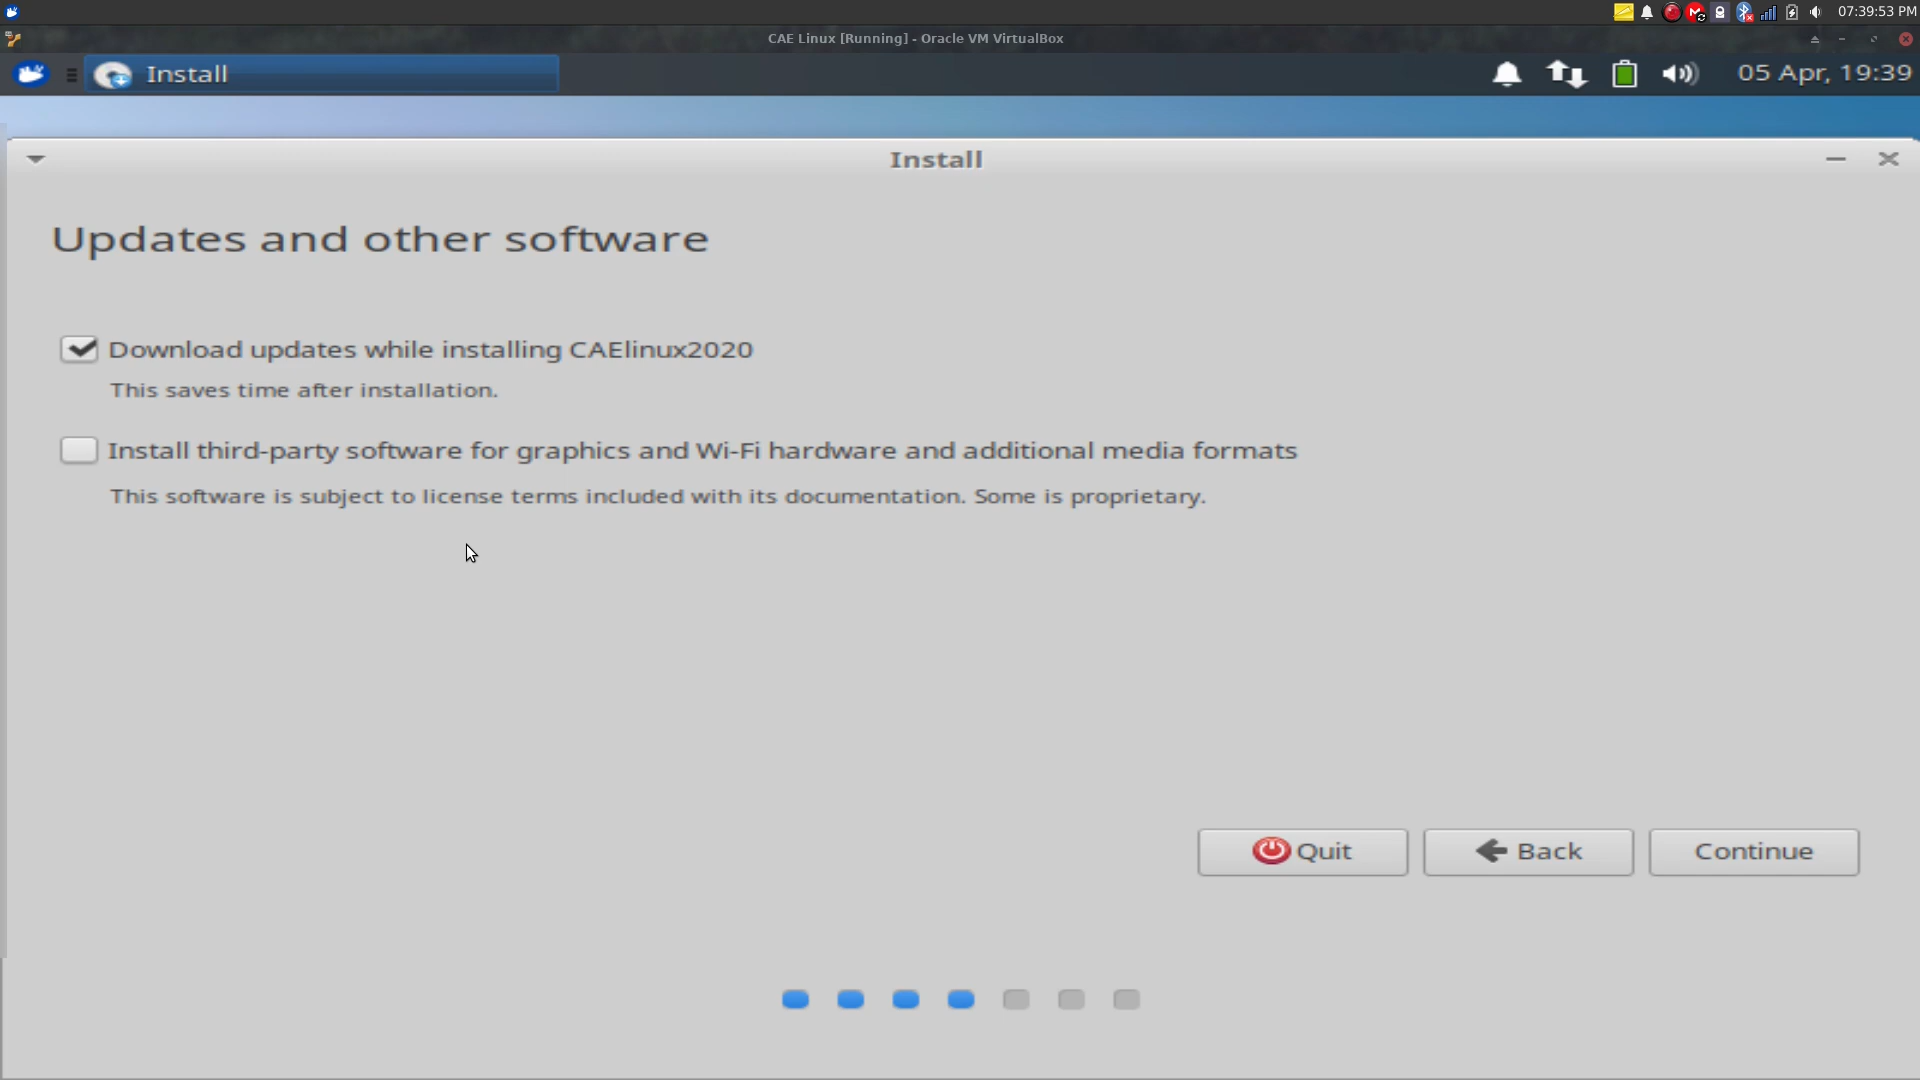 07:39:53 PM
CAE Linux [Running] - Oracle VM VirtualBox
Install
05 Apr, 19:39
Install
Updates and other software
Download updates while installing CAElinux2020
This saves time after installation.
Install third-party software for graphics and Wi-Fi hardware and additional media formats
This software is subject to license terms included with its documentation. Some is proprietary.
Quit
Back
Continue